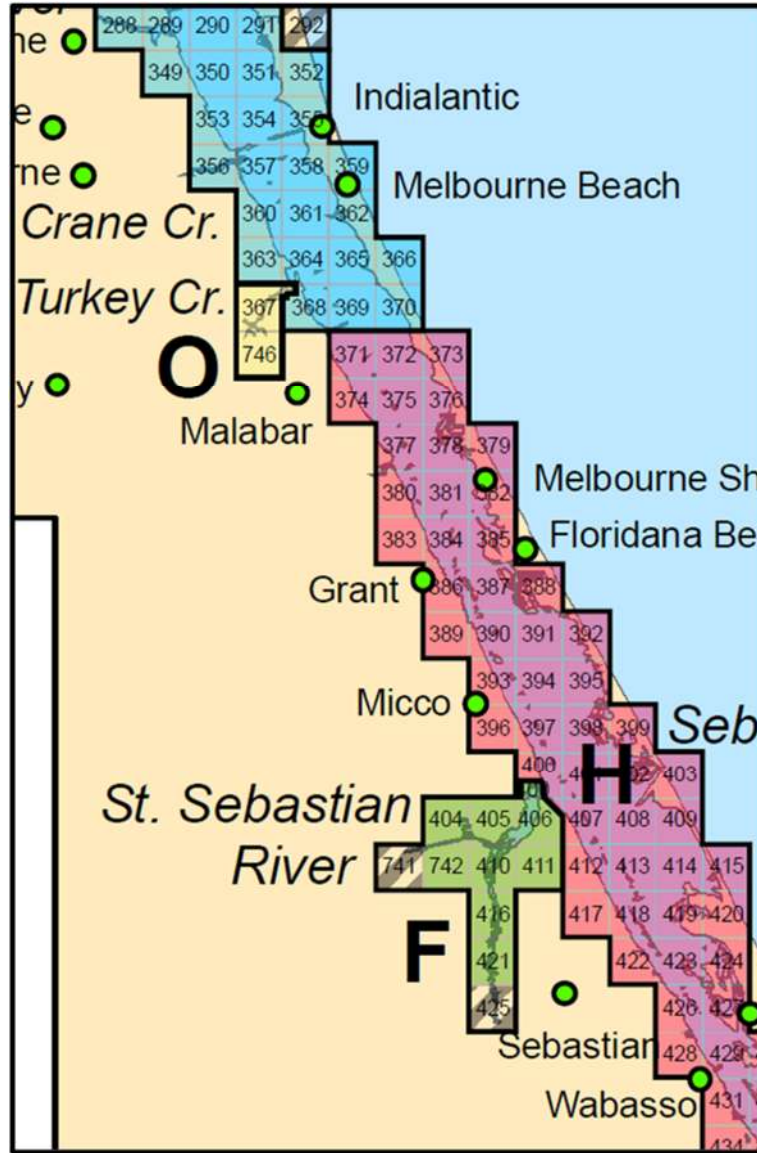 288 289 290 291 292
ne
349 350 351 352
Indialantic
e
353 354 355
rne
356 357 358 359
Melbourne Beach
Crane Cr.
360 361 362
363 364 365 366
Turkey Cr.
367 368 369 370
O
746 371 372 373
y
374 375 376
Malabar
377 378 379
380 381 382
Melbourne Sh
383 384 385
Floridana Be
Grant
386 387 388
389 390 391 392
393 394 395
Micco
396 397 398 399
Seb
400 401 402 403
H
St. Sebastian
404 405 406 407 408 409
River
741 742 410 411 412 413 414 415
416 417 418 419 420
F
421 422 423 424
425 426 427
Sebastian
428 429
Wabasso
431
434